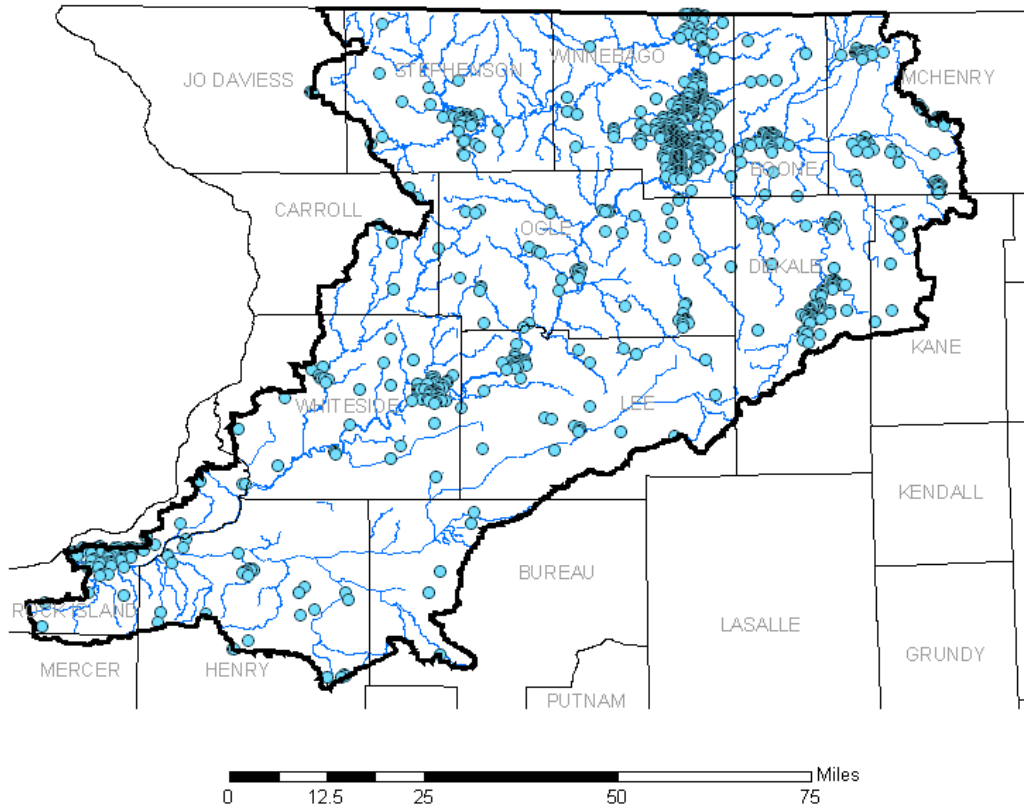 JO DAVIESS
STEPHENSON
WINNEBAGO
MCHENRY
BOONE
CARROLL
OGLE
DEKALB
KANE
WHITESIDE
LEE
KENDALL
BUREAU
ROCK ISLAND
LASALLE
MERCER
HENRY
GRUNDY
PUTNAM
Miles
0 12.5 25 50 75